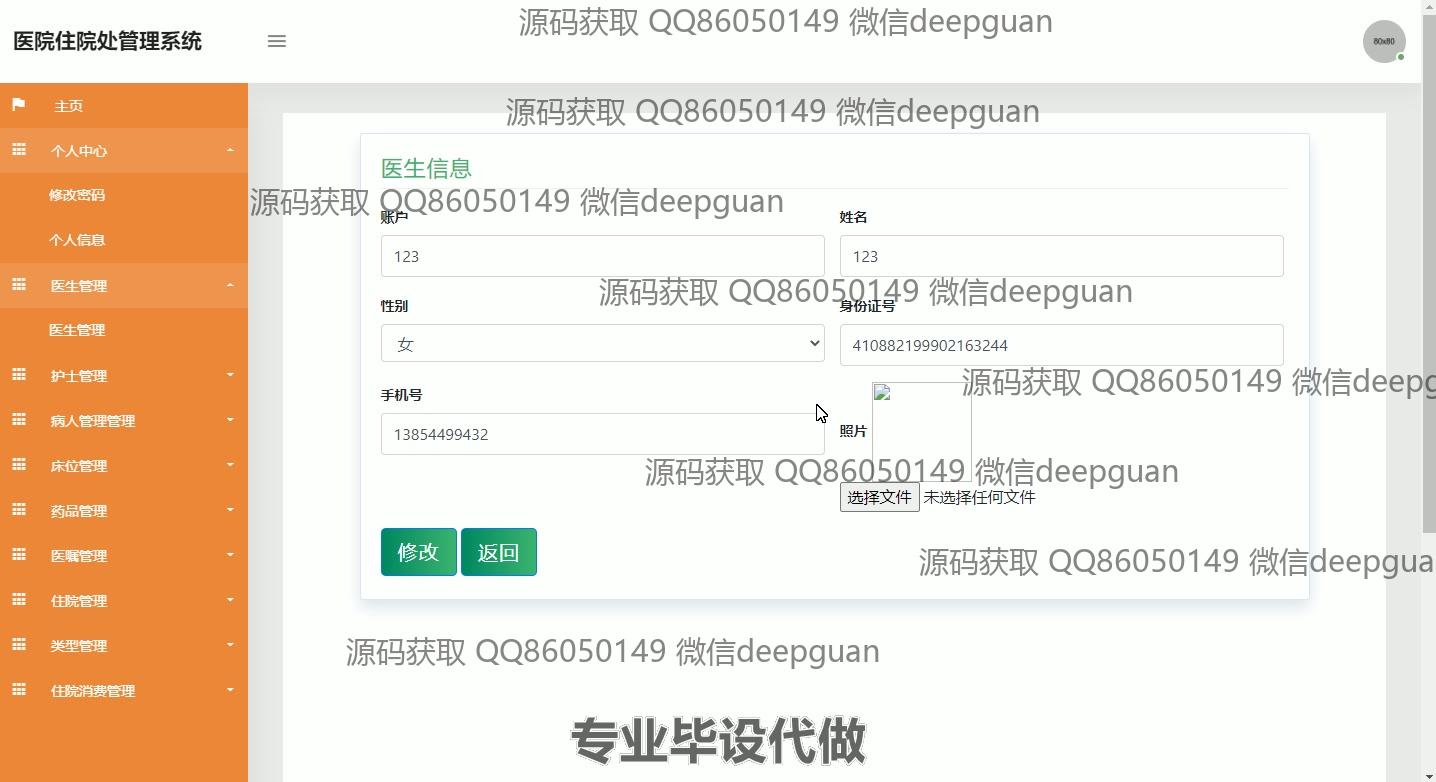 源码获取 QQ86050149 微信deepguan
医院住院处管理系统
80x80
主页
个人中心
修改密码
个人信息
医生管理
医生管理
护士管理
病人管理管理
床位管理
药品管理
医嘱管理
住院管理
类型管理
住院消费管理
源码获取 QQ86050149 微信deepguan
医生信息
源码获取 QQ86050149 微信deepguan
账户
姓名
123
123
源码获取 QQ86050149 微信deepguan
性别
身份证号
女
410882199902163244
源码获取 QQ86050149 微信deepg
手机号
13854499432
照片
源码获取 QQ86050149 微信deepguan
选择文件 未选择任何文件
修改
返回
源码获取 QQ86050149 微信deepgua
源码获取 QQ86050149 微信deepguan
专业毕设代做